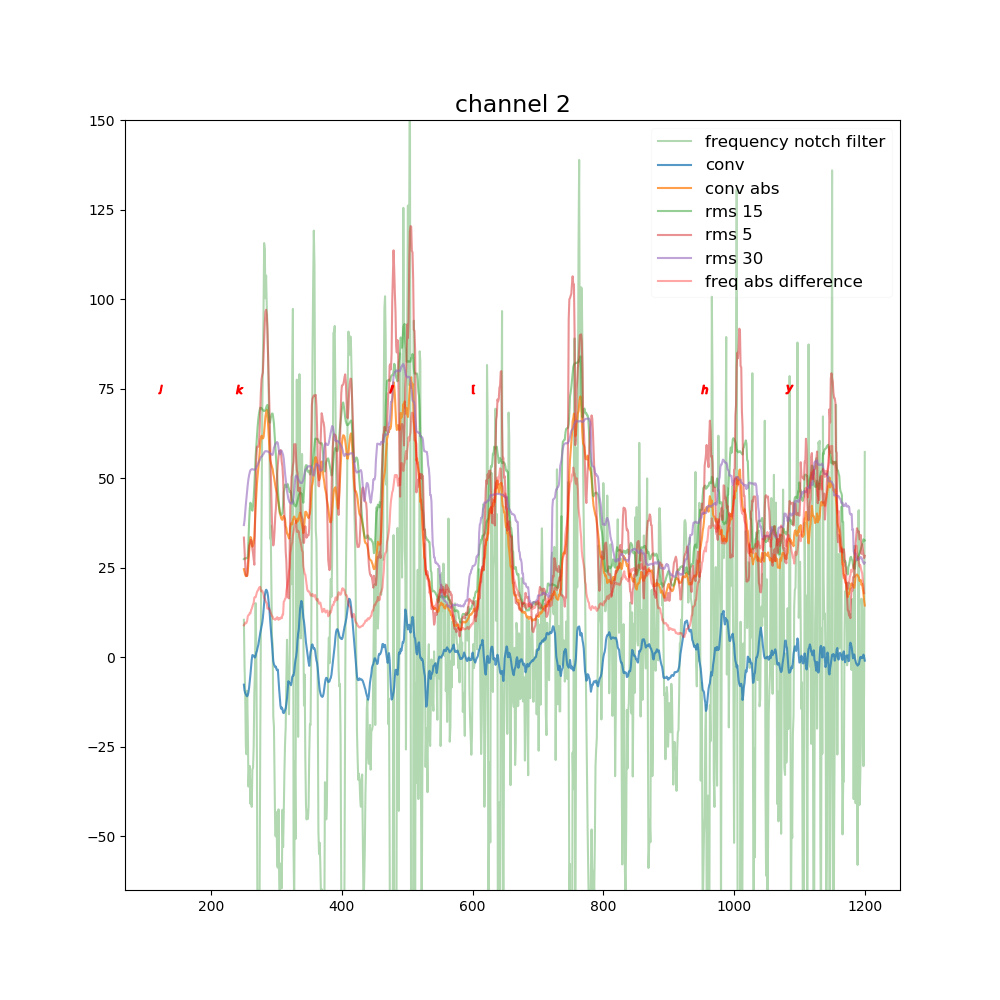 channel 2
150
125
100
75
50
25
0
−25
−50
200
400
600
800
1000
1200
frequency notch filter
conv
conv abs
rms 15
rms 5
rms 30
freq abs difference
k
h
y